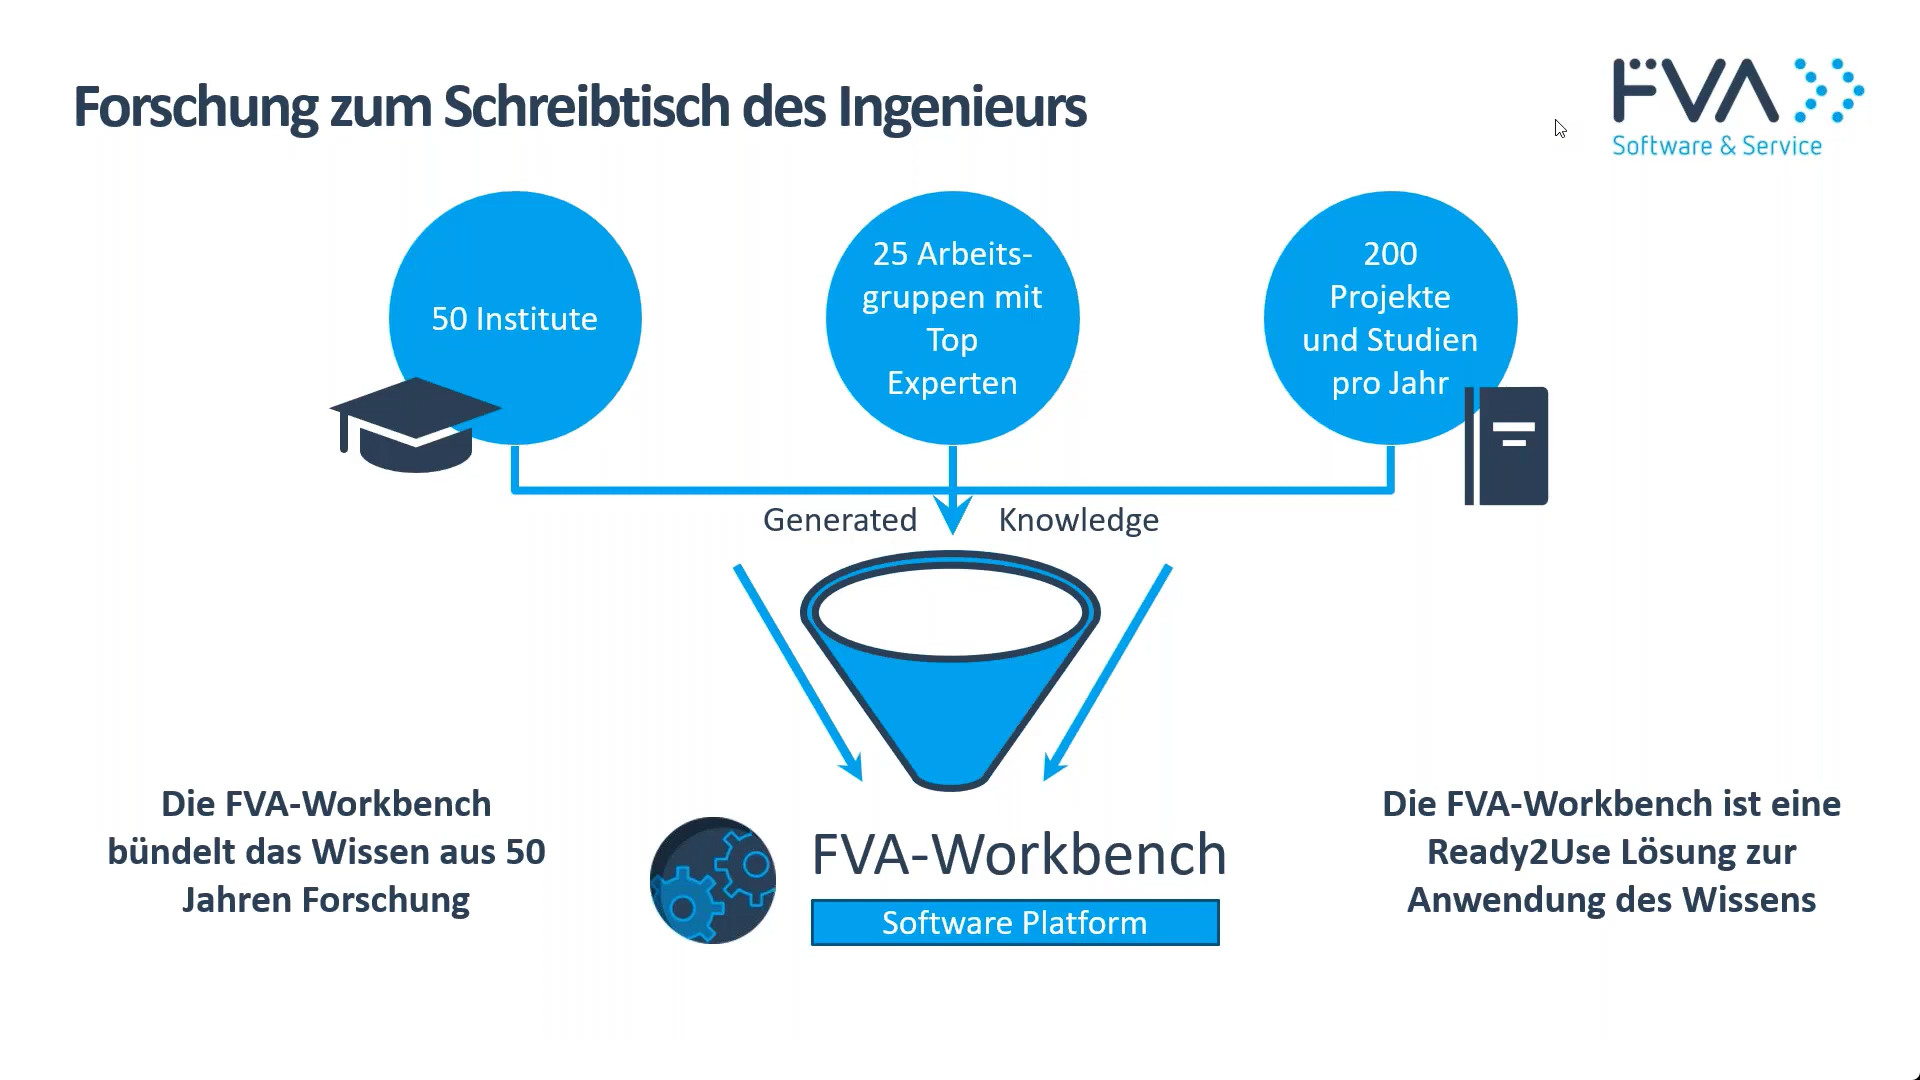 Forschung zum Schreibtisch des Ingenieurs
FVA
Software & Service
50 Institute
25 Arbeits-
gruppen mit
Top
Experten
200
Projekte
und Studien
pro Jahr
Generated Knowledge
Die FVA-Workbench
bündelt das Wissen aus 50
Jahren Forschung
FVA-Workbench
Software Platform
Die FVA-Workbench ist eine
Ready2Use Lösung zur
Anwendung des Wissens